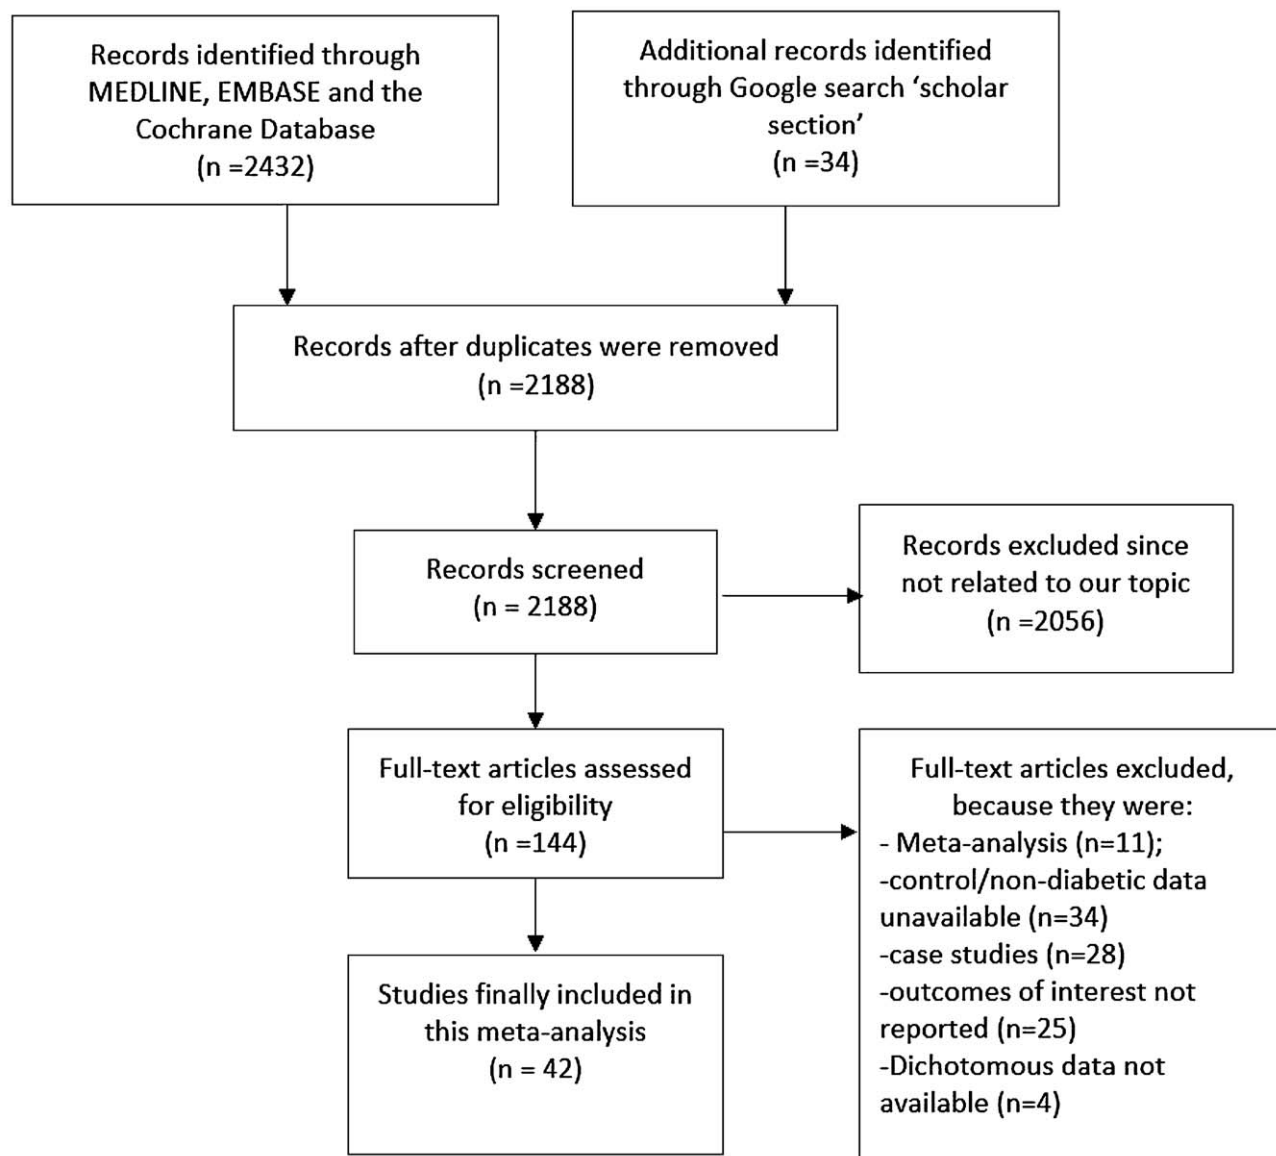 Records identified through
MEDLINE, EMBASE and the
Cochrane Database
(n =2432)
Additional records identified
through Google search ‘scholar
section’
(n =34)
Records after duplicates were removed
(n =2188)
Records screened
(n = 2188)
Records excluded since
not related to our topic
(n =2056)
Full-text articles assessed
for eligibility
(n =144)
Full-text articles excluded,
because they were:
- Meta-analysis (n=11);
-control/non-diabetic data
unavailable (n=34)
-case studies (n=28)
-outcomes of interest not
reported (n=25)
-Dichotomous data not
available (n=4)
Studies finally included in
this meta-analysis
(n = 42)